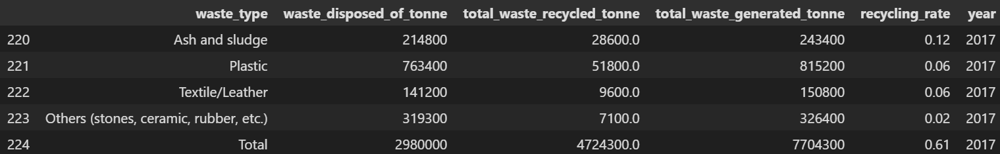 waste_type waste_disposed_of_tonne total_waste_recycled_tonne total_waste_generated_tonne recycling_rate year
220 Ash and sludge 214800 28600.0 243400 0.12 2017
221 Plastic 763400 51800.0 815200 0.06 2017
222 Textile/Leather 141200 9600.0 150800 0.06 2017
223 Others (stones, ceramic, rubber, etc.) 319300 7100.0 326400 0.02 2017
224 Total 2980000 4724300.0 7704300 0.61 2017